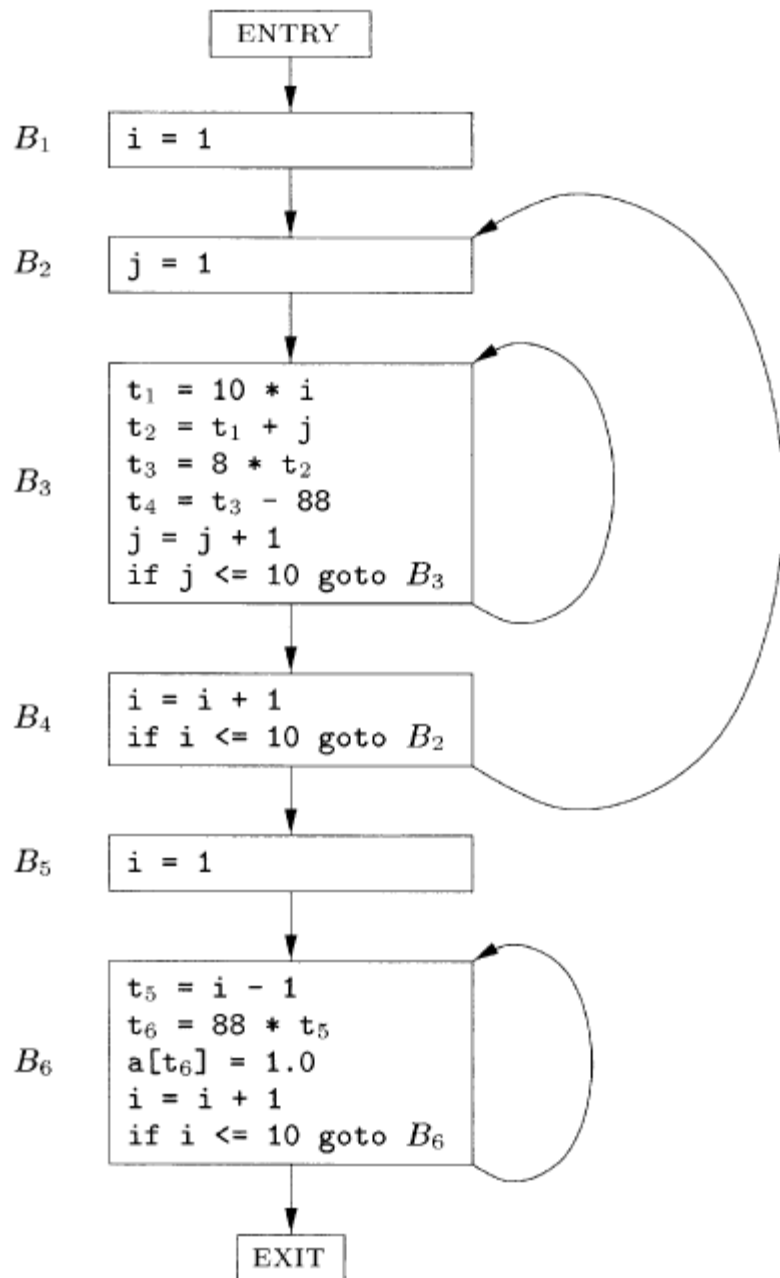 ENTRY
B₁
i = 1
B₂
j = 1
B₃
t₁ = 10 * i
t₂ = t₁ + j
t₃ = 8 * t₂
t₄ = t₃ - 88
j = j + 1
if j <= 10 goto B₃
B₄
i = i + 1
if i <= 10 goto B₂
B₅
i = 1
B₆
t₅ = i - 1
t₆ = 88 * t₅
a[t₆] = 1.0
i = i + 1
if i <= 10 goto B₆
EXIT